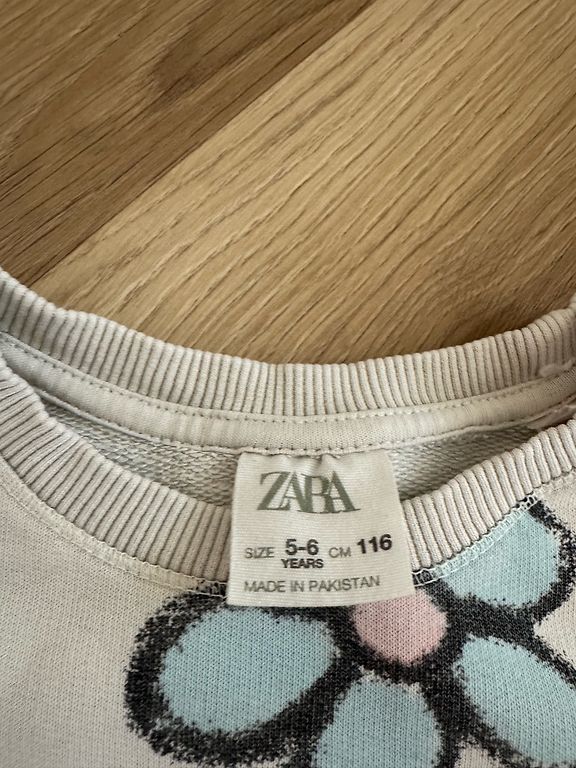 ZARA
SIZE 5-6 YEARS CM 116
MADE IN PAKISTAN